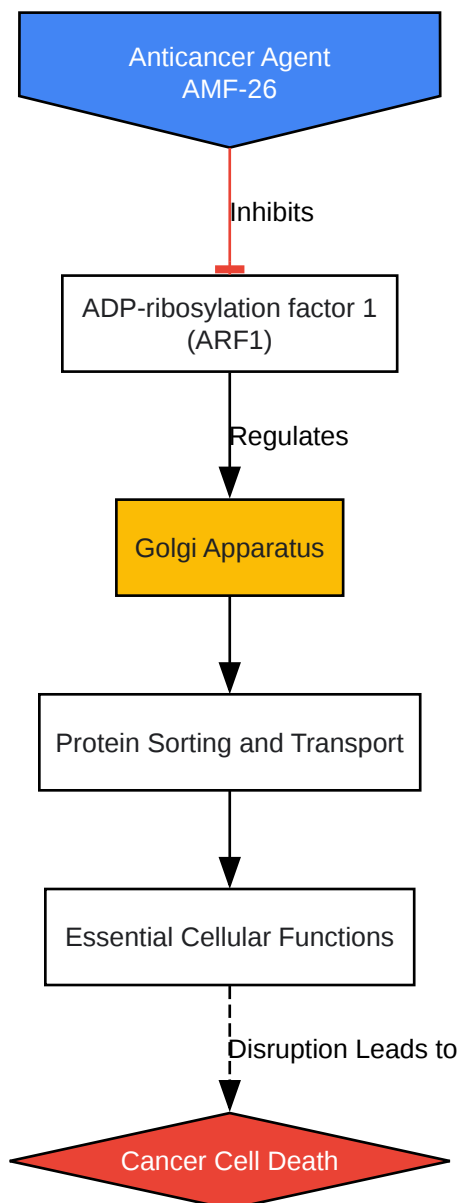 Anticancer Agent
AMF-26
Inhibits
ADP-ribosylation factor 1
(ARF1)
Regulates
Golgi Apparatus
Protein Sorting and Transport
Essential Cellular Functions
Disruption Leads to
Cancer Cell Death